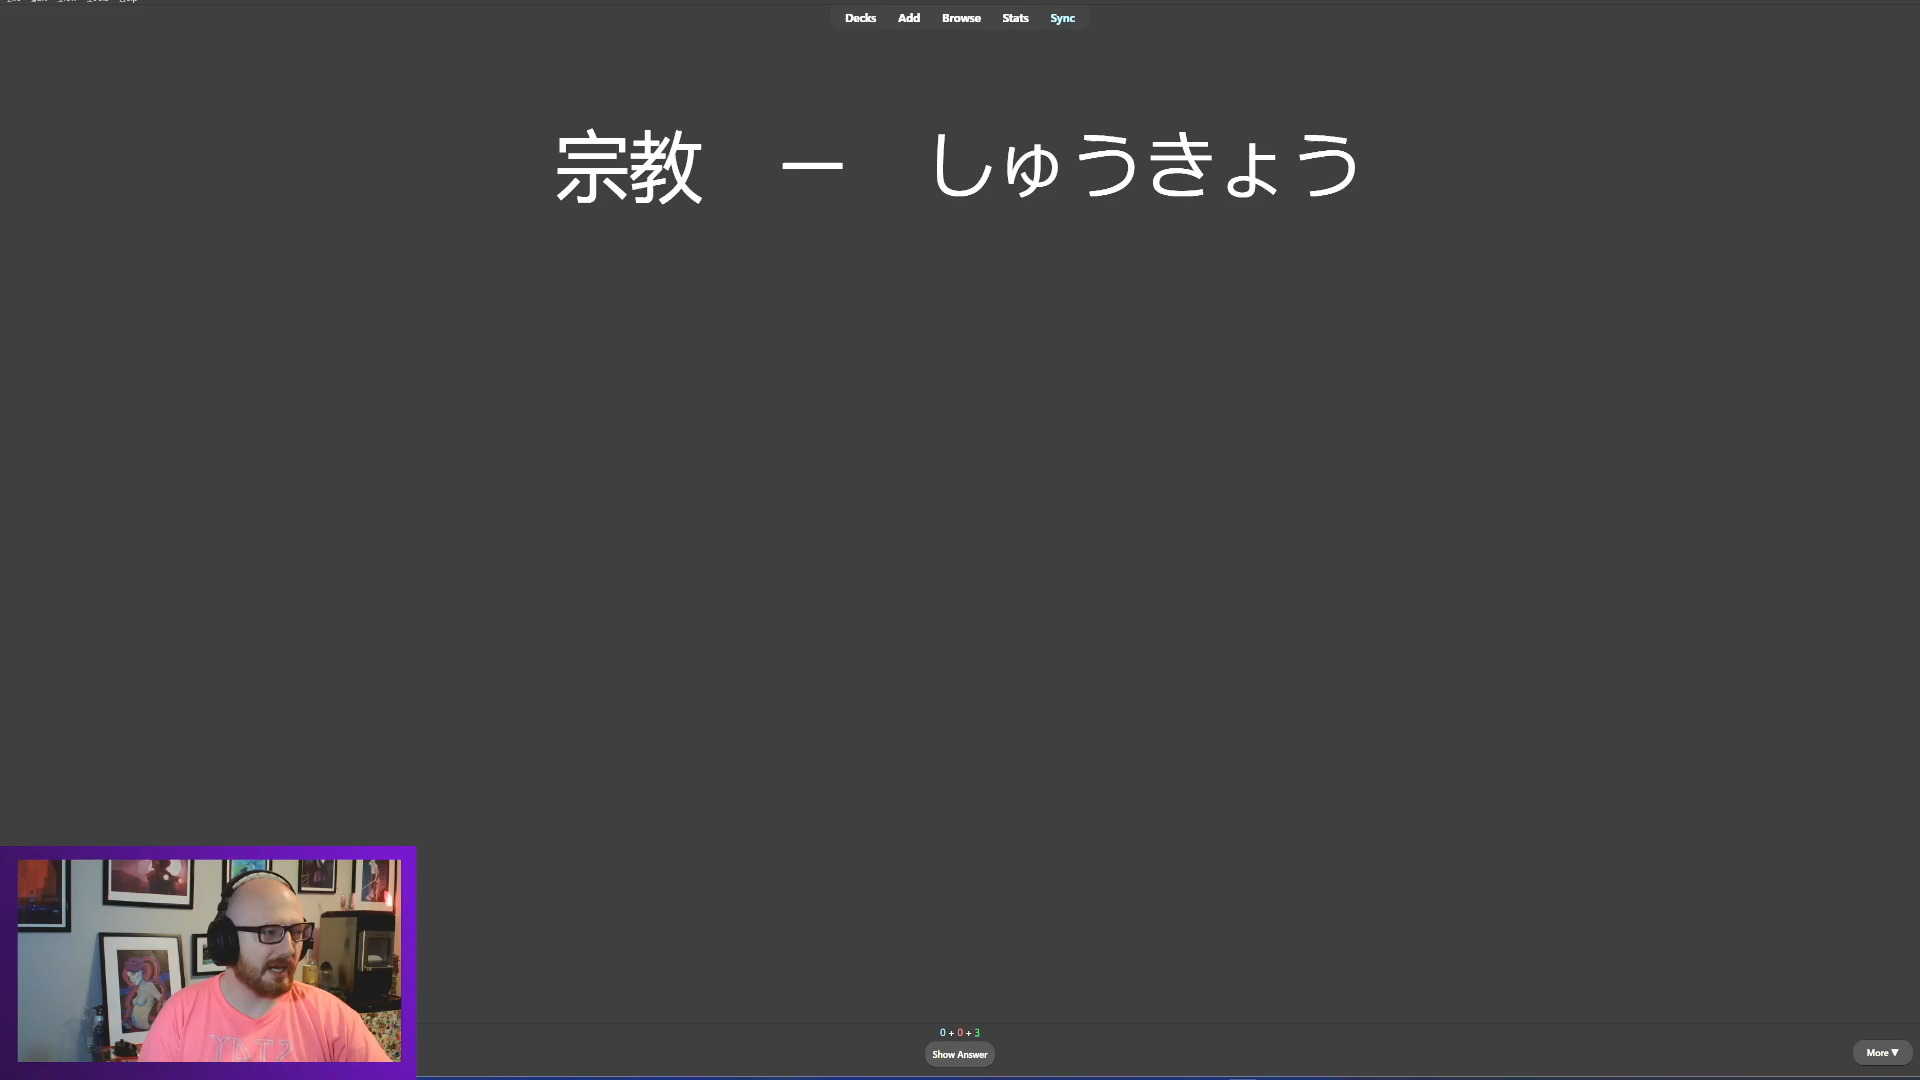 Decks Add Browse Stats Sync
宗教　ー　しゅうきょう
0 + 0 + 3
Show Answer
More ▼